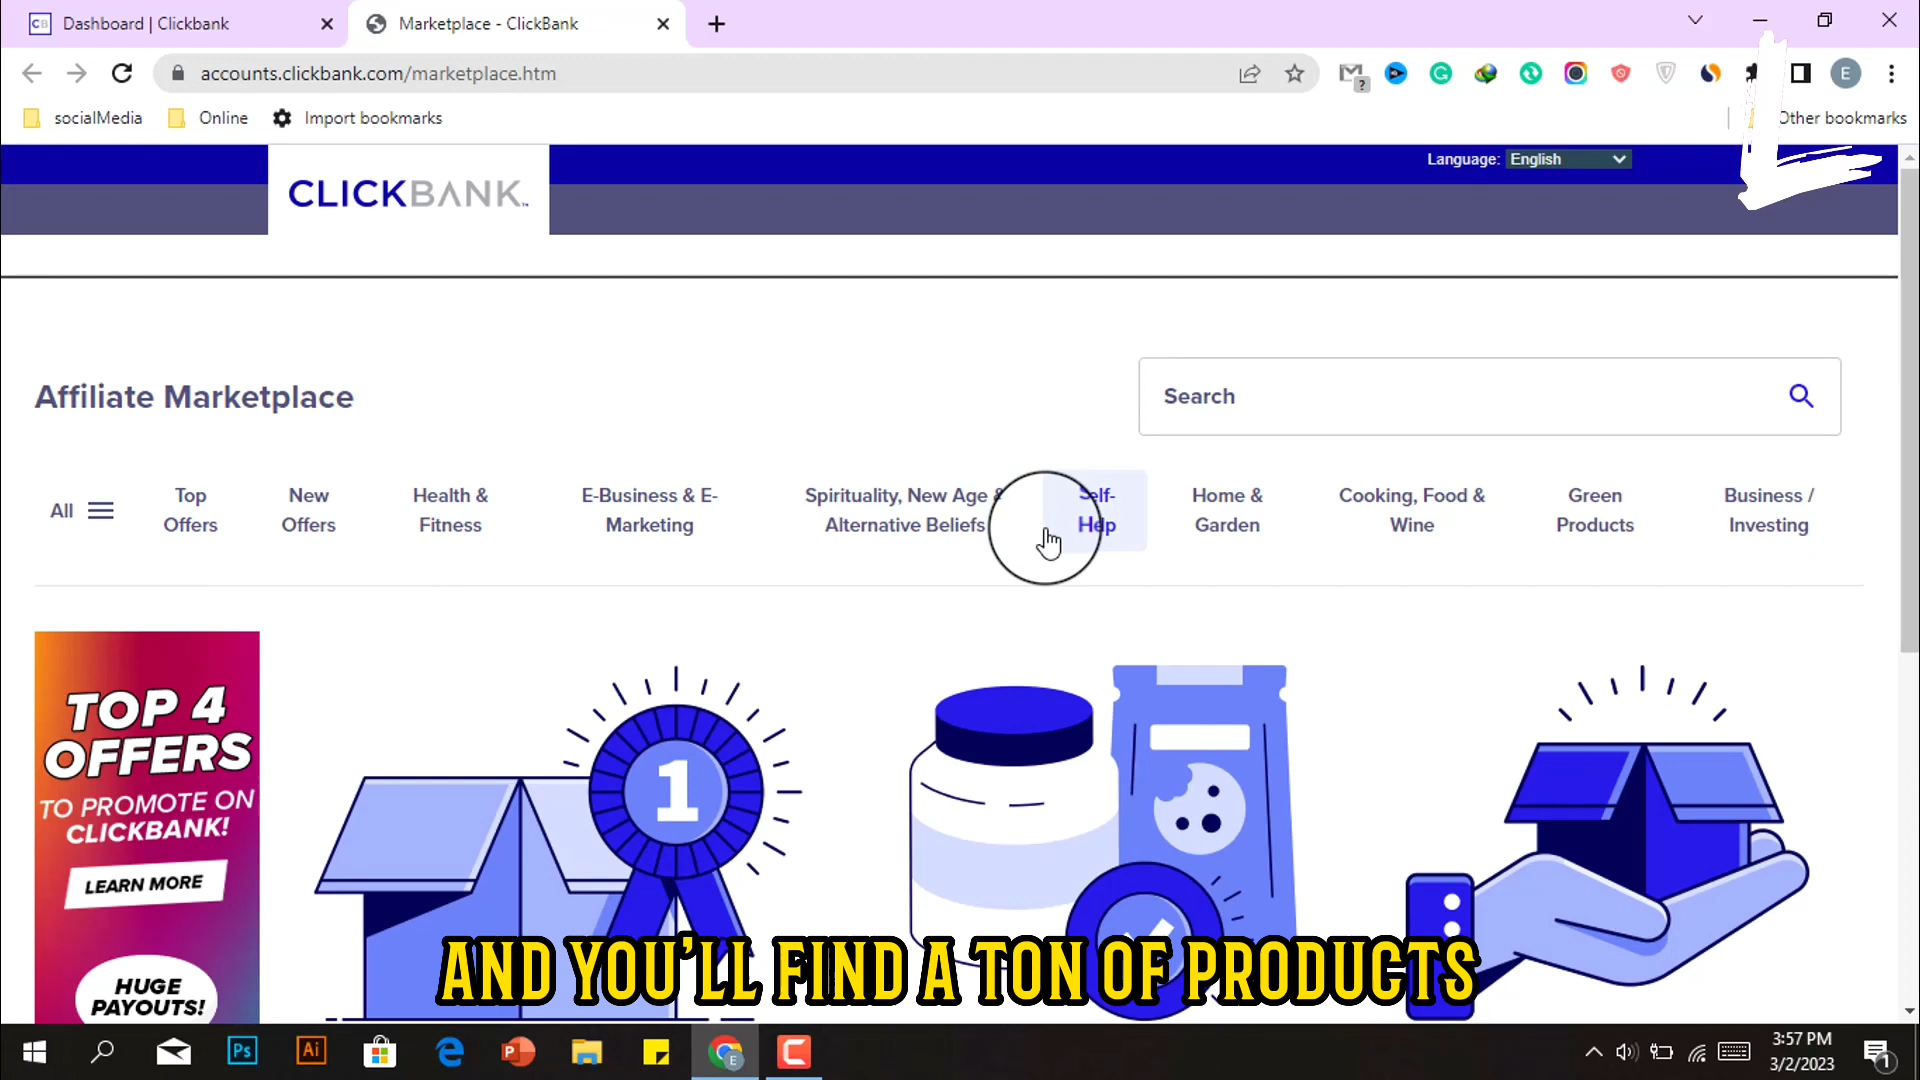 Dashboard | Clickbank
Marketplace - ClickBank
accounts.clickbank.com/marketplace.htm
socialMedia
Online
Import bookmarks
Other bookmarks
Language: English
CLICKBANK
Affiliate Marketplace
Search
All
Top
Offers
New
Offers
Health &
Fitness
E-Business & E-
Marketing
Spirituality, New Age &
Alternative Beliefs
Self-
Help
Home &
Garden
Cooking, Food &
Wine
Green
Products
Business /
Investing
TOP 4
OFFERS
TO PROMOTE ON
CLICKBANK!
LEARN MORE
HUGE
PAYOUTS!
1
AND YOU'LL FIND A TON OF PRODUCTS
3:57 PM
3/2/2023